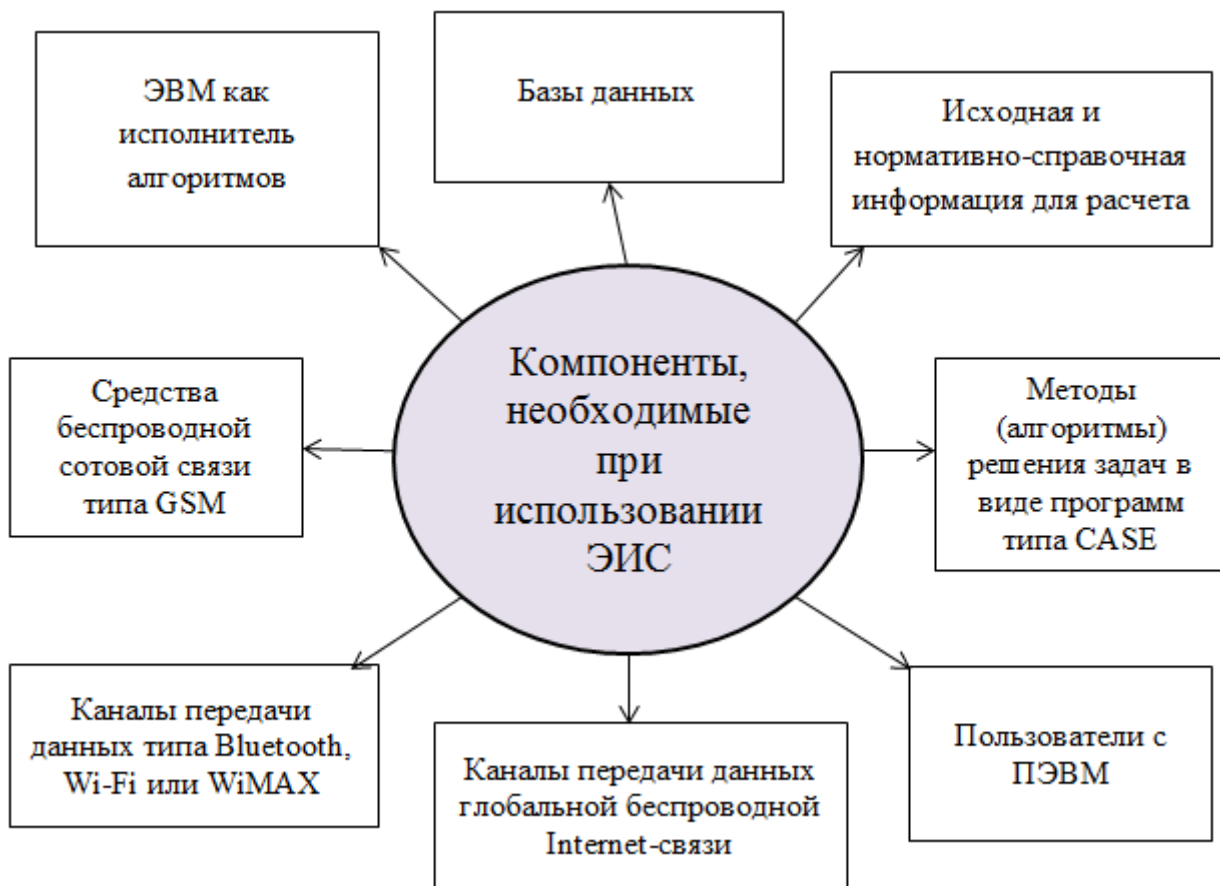 ЭВМ как
исполнитель
алгоритмов
Базы данных
Исходная и
нормативно-справочная
информация для расчета
Средства
беспроводной
сотовой связи
типа GSM
Компоненты,
необходимые
при
использовании
ЭИС
Методы
(алгоритмы)
решения задач в
виде программ
типа CASE
Каналы передачи
данных типа Bluetooth,
Wi-Fi или WiMAX
Каналы передачи данных
глобальной беспроводной
Internet-связи
Пользователи с
ПЭВМ